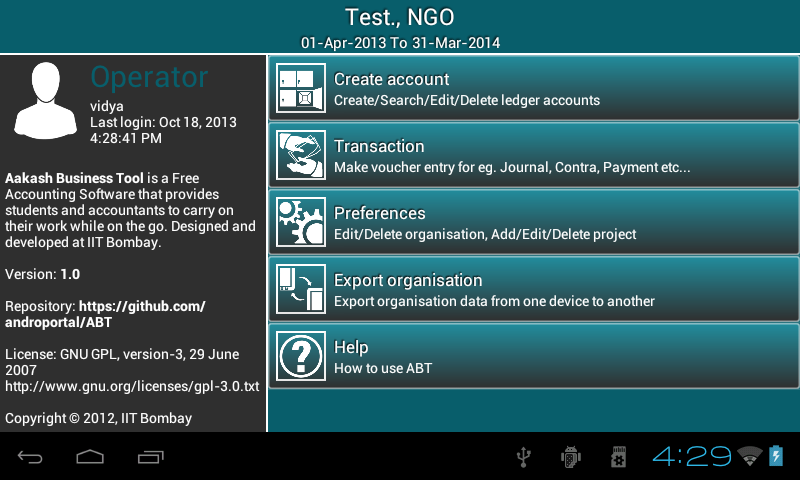 Test., NGO
01-Apr-2013 To 31-Mar-2014
Operator
vidya
Last login: Oct 18, 2013
4:28:41 PM
Aakash Business Tool is a Free
Accounting Software that provides
students and accountants to carry on
their work while on the go. Designed and
developed at IIT Bombay.
Version: 1.0
Repository: https://github.com/
androportal/ABT
License: GNU GPL, version-3, 29 June
2007
http://www.gnu.org/licenses/gpl-3.0.txt
Copyright © 2012, IIT Bombay
Create account
Create/Search/Edit/Delete ledger accounts
Transaction
Make voucher entry for eg. Journal, Contra, Payment etc...
Preferences
Edit/Delete organisation, Add/Edit/Delete project
Export organisation
Export organisation data from one device to another
Help
How to use ABT
4:29